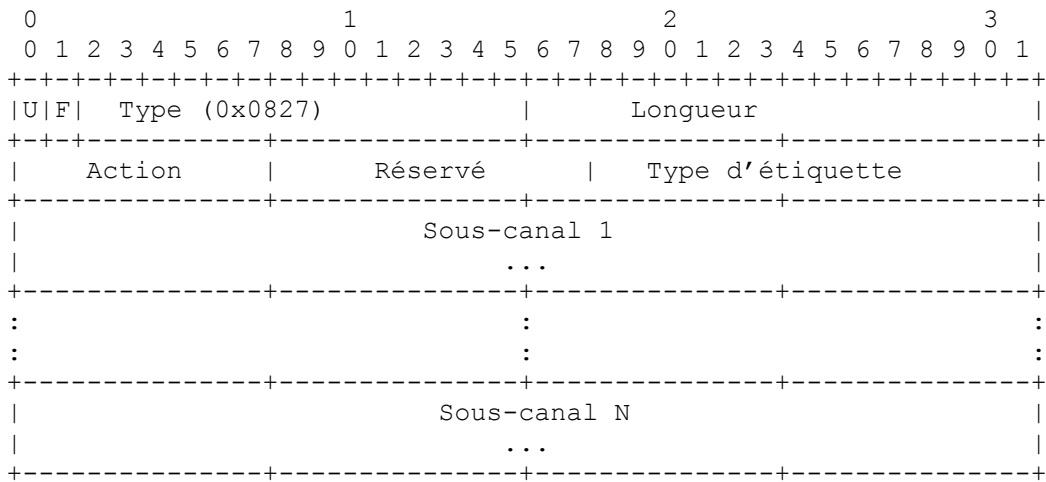 0                   1                   2                   3
 0 1 2 3 4 5 6 7 8 9 0 1 2 3 4 5 6 7 8 9 0 1 2 3 4 5 6 7 8 9 0 1
+-+-+-+-+-+-+-+-+-+-+-+-+-+-+-+-+-+-+-+-+-+-+-+-+-+-+-+-+-+-+-+-+
|U|F|  Type (0x0827)            |      Longueur                 |
+-+-+-----------+---------------+---------------+---------------+
|    Action     |      Réservé      |   Type d’étiquette        |
+---------------+---------------+---------------+---------------+
|                         Sous-canal 1                          |
|                              ...                              |
+---------------+---------------+---------------+---------------+
:                               :                               :
:                               :                               :
+---------------+---------------+---------------+---------------+
|                          Sous-canal N                         |
|                              ...                              |
+---------------+---------------+---------------+---------------+